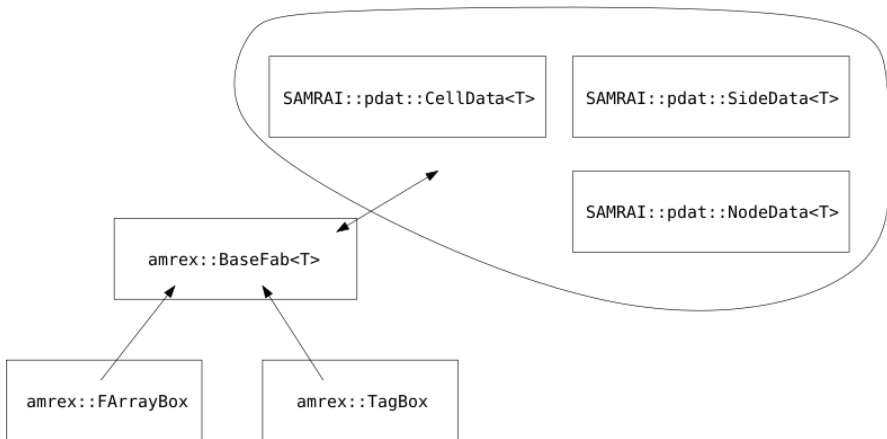 SAMRAI::pdat::CellData<T>
SAMRAI::pdat::SideData<T>
SAMRAI::pdat::NodeData<T>
amrex::BaseFab<T>
amrex::FArrayBox
amrex::TagBox